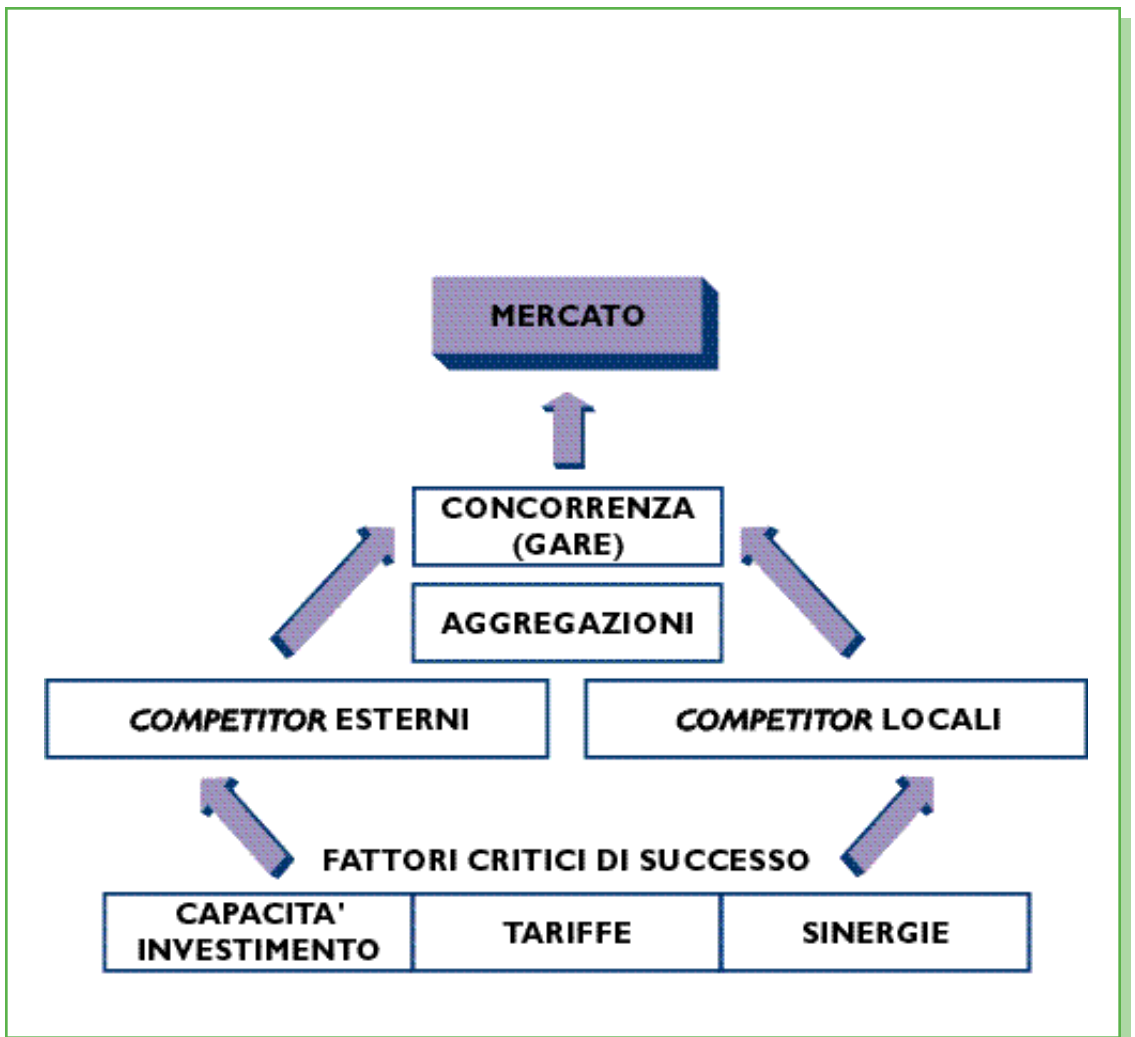 MERCATO
CONCORRENZA
(GARE)
AGGREGAZIONI
COMPETITOR ESTERNI
COMPETITOR LOCALI
FATTORI CRITICI DI SUCCESSO
CAPACITA'
INVESTIMENTO
TARIFFE
SINERGIE